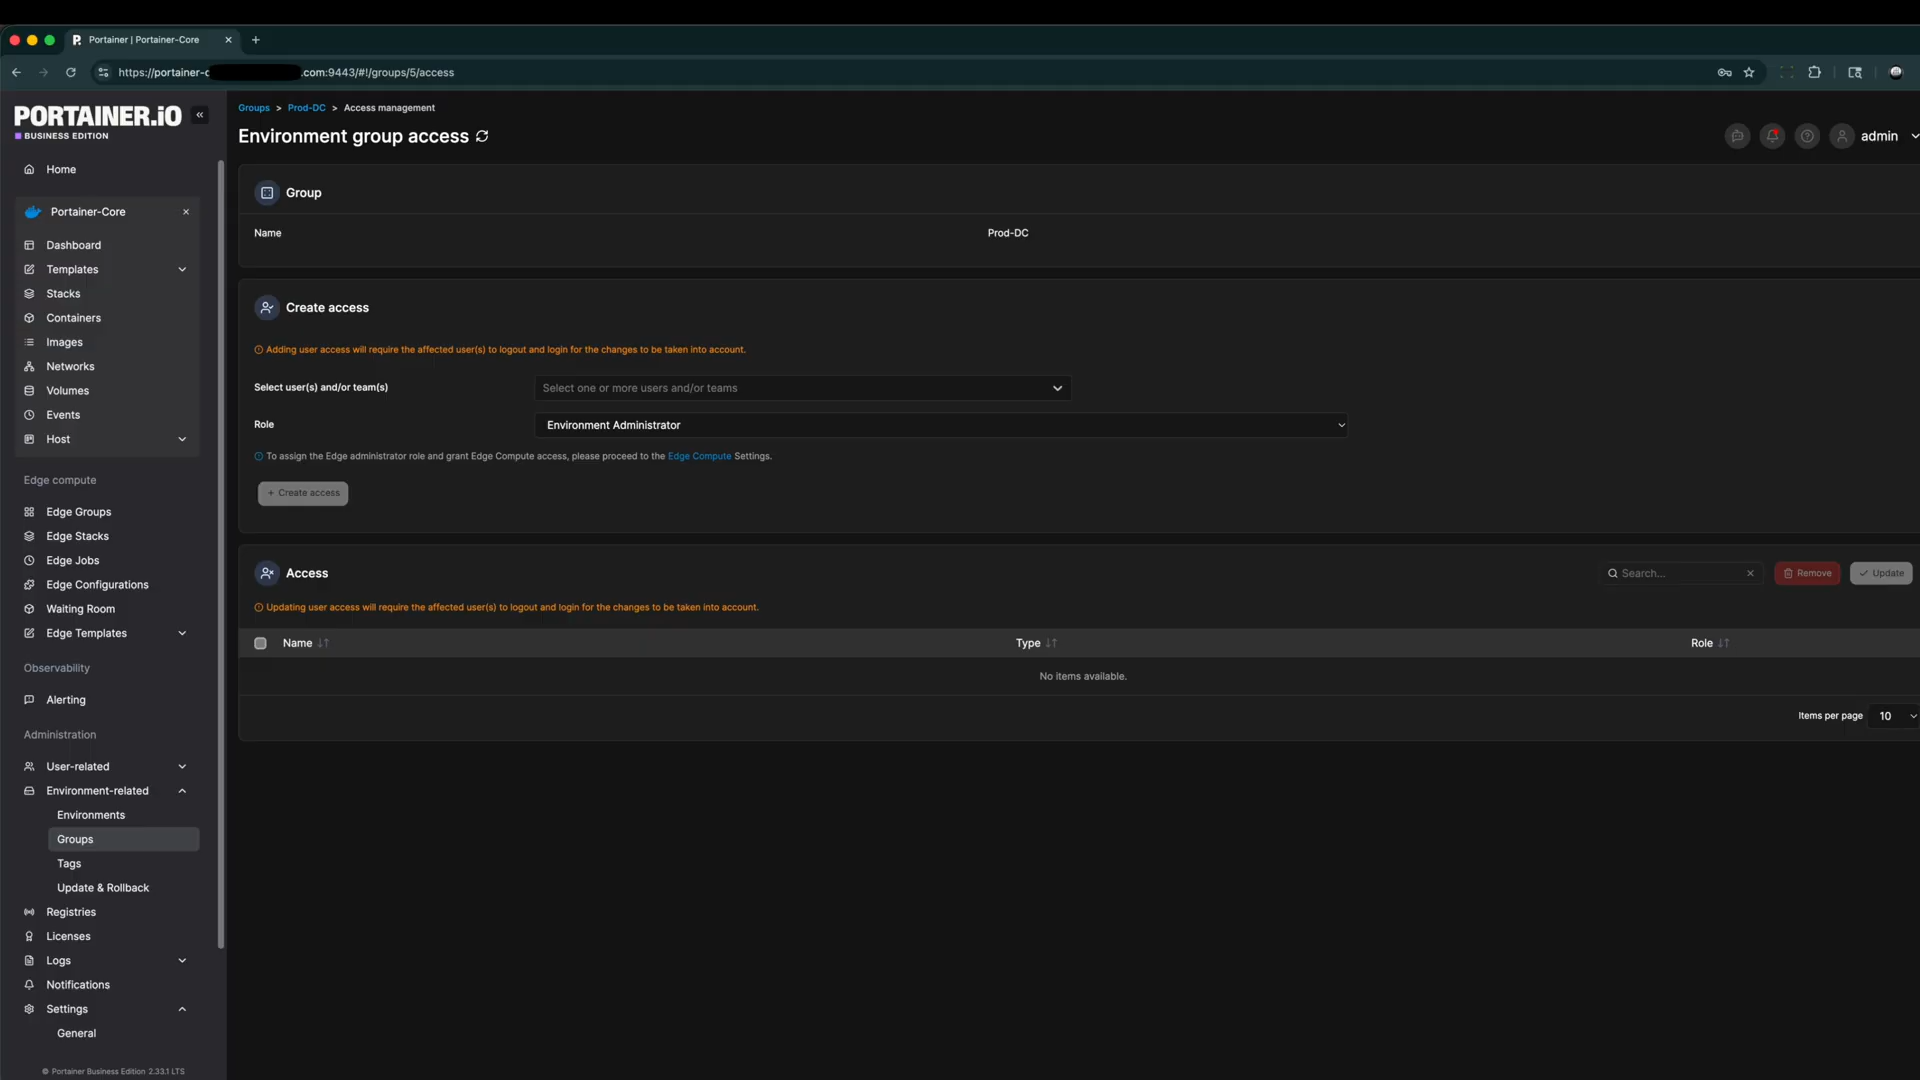 Portainer | Portainer-Core
https://portainer-c .com:9443/#!/groups/5/access
PORTAINER.iO
BUSINESS EDITION
Home
Portainer-Core
Dashboard
Templates
Stacks
Containers
Images
Networks
Volumes
Events
Host
Edge compute
Edge Groups
Edge Stacks
Edge Jobs
Edge Configurations
Waiting Room
Edge Templates
Observability
Alerting
Administration
User-related
Environment-related
Environments
Groups
Tags
Update & Rollback
Registries
Licenses
Logs
Notifications
Settings
General
© Portainer Business Edition 2.33.1 LTS
Groups > Prod-DC > Access management
Environment group access
admin
Group
Name Prod-DC
Create access
Adding user access will require the affected user(s) to logout and login for the changes to be taken into account.
Select user(s) and/or team(s) Select one or more users and/or teams
Role Environment Administrator
To assign the Edge administrator role and grant Edge Compute access, please proceed to the Edge Compute Settings.
+ Create access
Access
Search...
Remove
Update
Updating user access will require the affected user(s) to logout and login for the changes to be taken into account.
Name Type Role
No items available.
Items per page 10